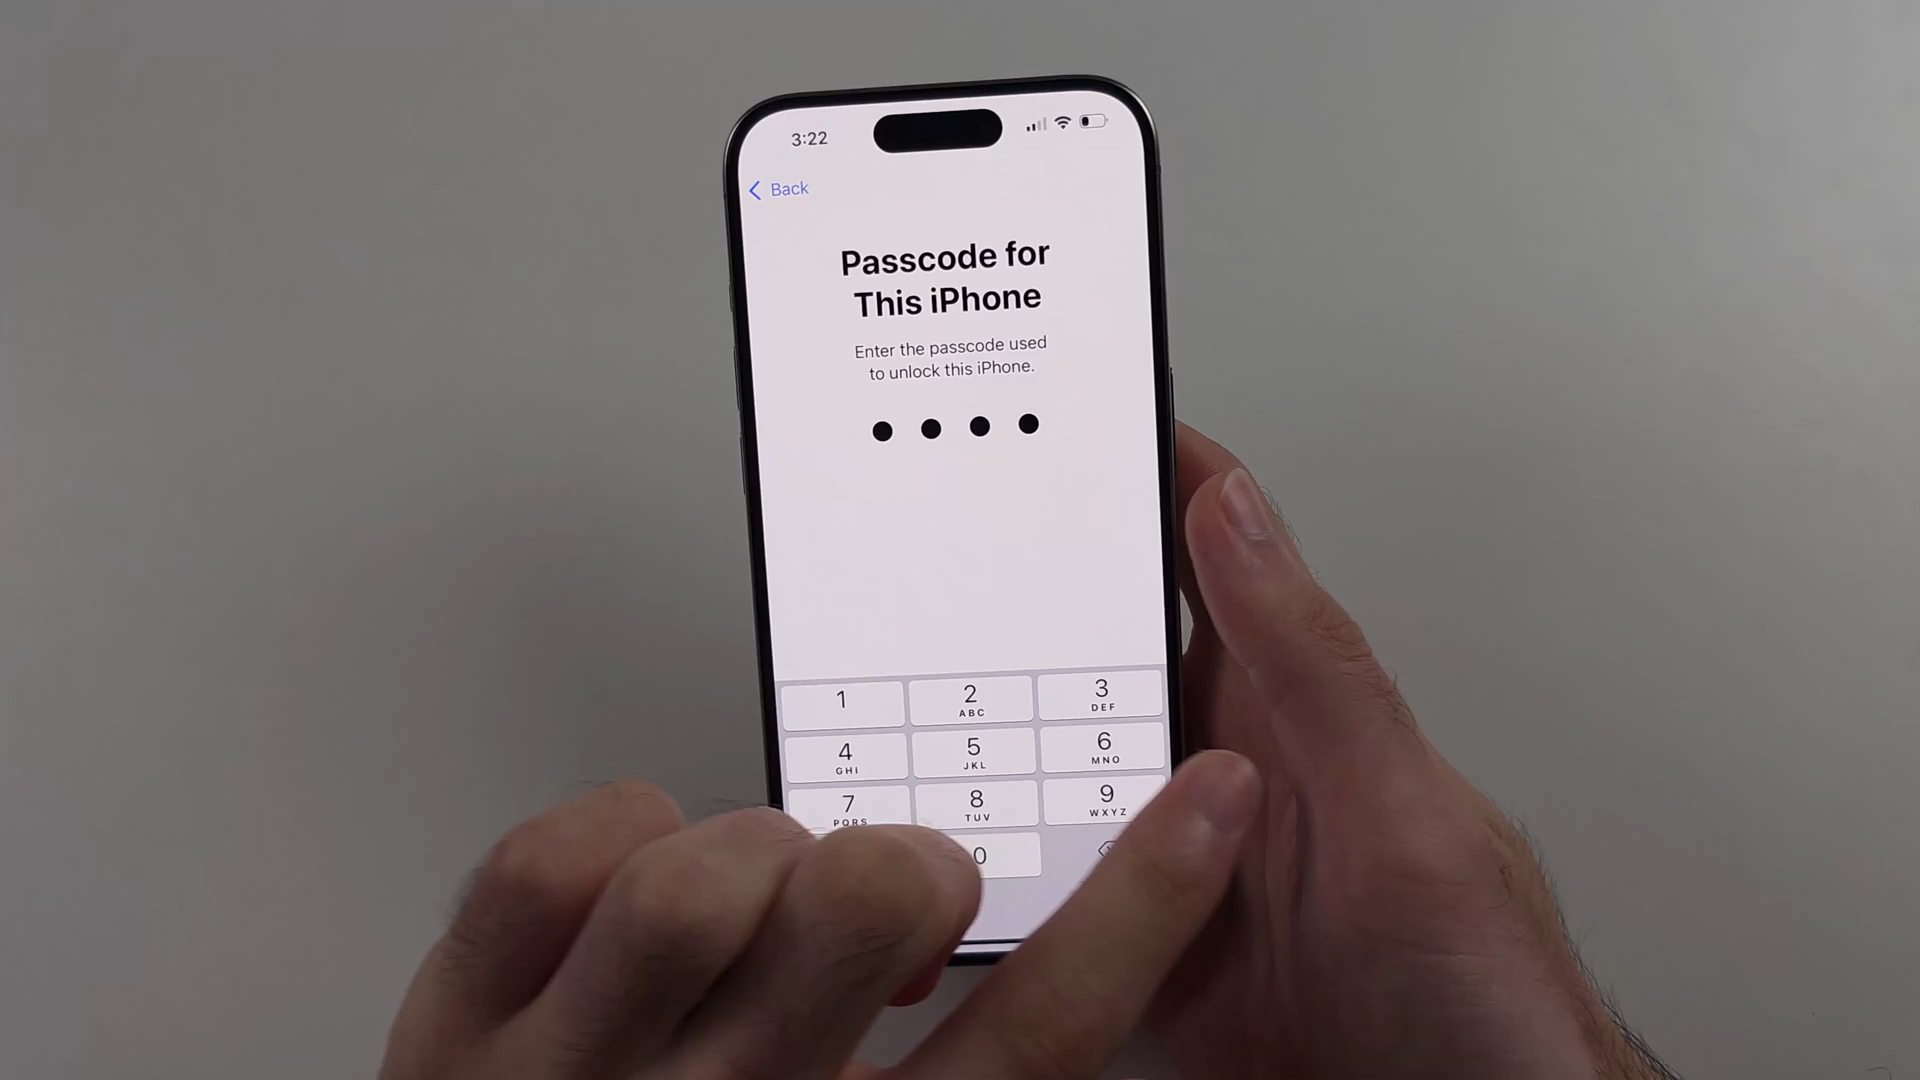 3:22
Back
Passcode for
This iPhone
Enter the passcode used
to unlock this iPhone.
1
2
ABC
3
DEF
4
GHI
5
JKL
6
MNO
7
PQRS
8
TUV
9
WXYZ
0